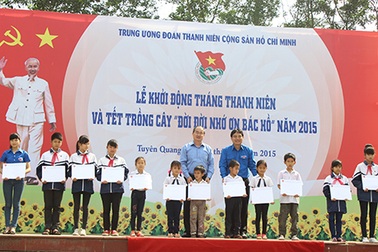 TRUNG ƯƠNG ĐOÀN THANH NIÊN CỘNG SẢN HỒ CHÍ MINH
LỄ KHỞI ĐỘNG THÁNG THANH NIÊN
VÀ TẾT TRỒNG CÂY "ĐỜI ĐỜI NHỚ ƠN BÁC HỒ" NĂM 2015
Tuyên Quang
2015